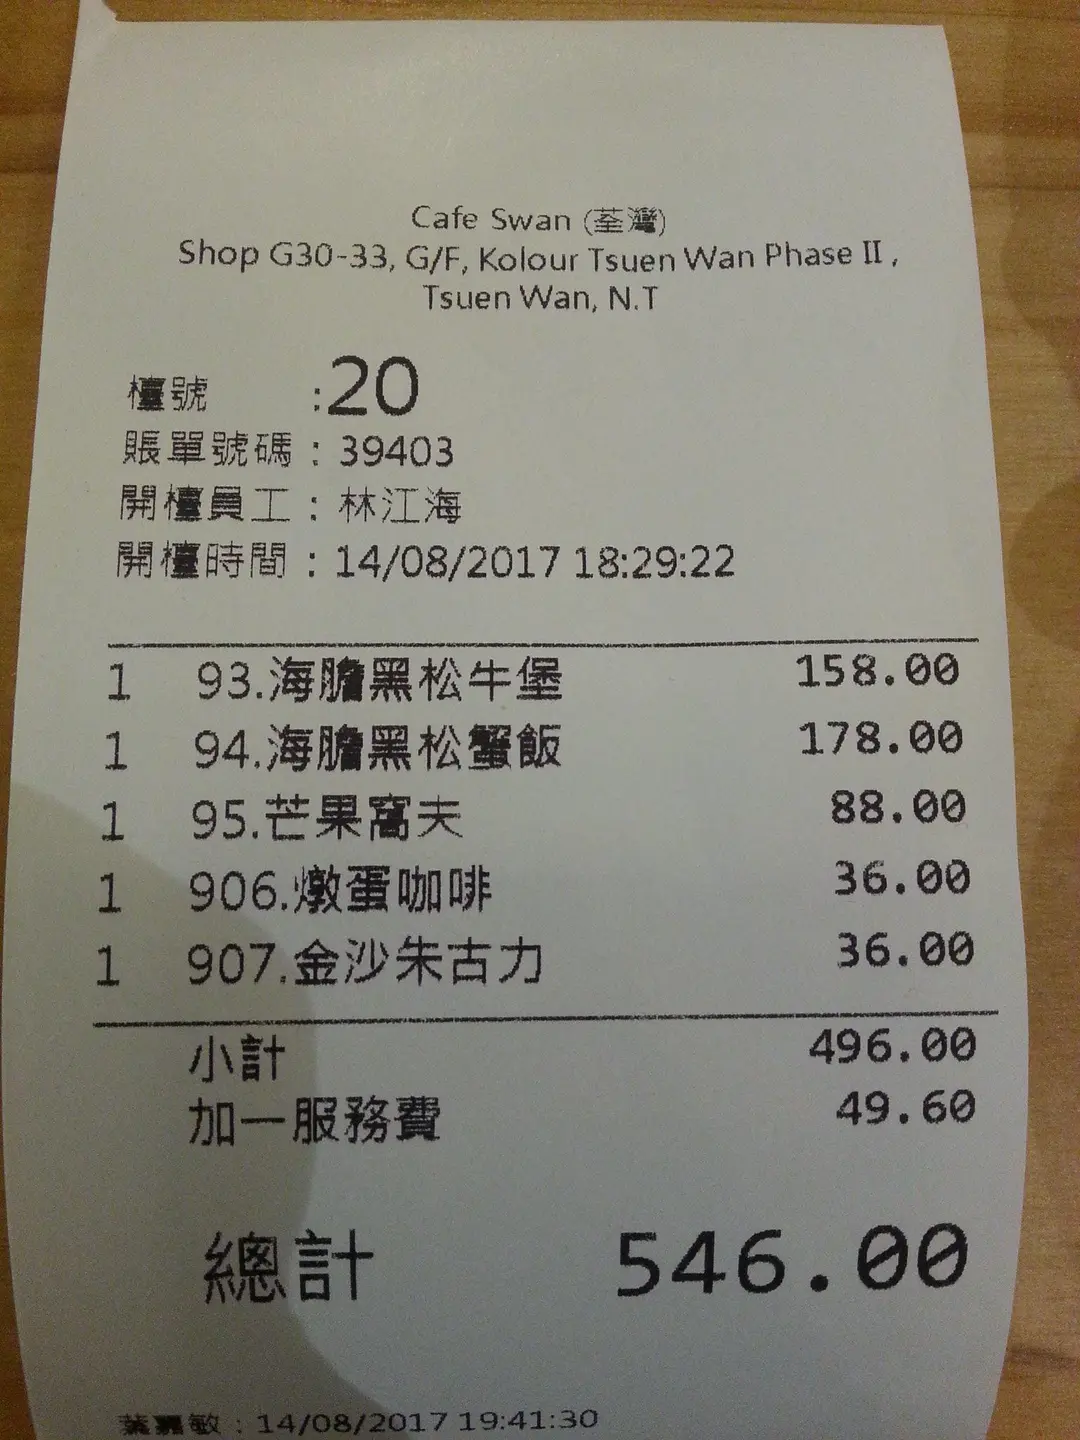 Cafe Swan (荃灣)
Shop G30-33, G/F, Kolour Tsuen Wan Phase II ,
Tsuen Wan, N.T
檯號 :20
賬單號碼 : 39403
開檯員工 : 林江海
開檯時間 : 14/08/2017 18:29:22
1 93.海膽黑松牛堡 158.00
1 94.海膽黑松蟹飯 178.00
1 95.芒果窩夫 88.00
1 906.燉蛋咖啡 36.00
1 907.金沙朱古力 36.00
小計 496.00
加一服務費 49.60
總計 546.00
葉嘉敏 : 14/08/2017 19:41:30